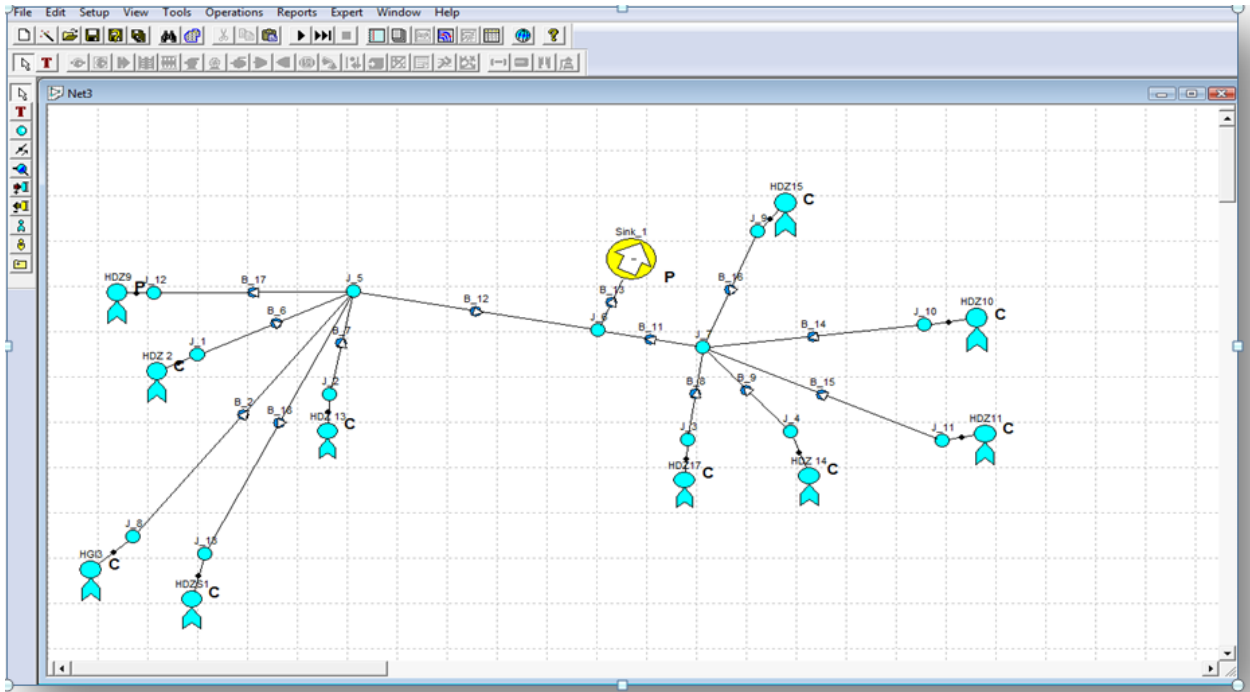 File Edit Setup View Tools Operations Reports Expert Window Help
T
T
Net3
HDZ15
C
J_9
Sink_1
P
HDZ9
P
J_12
B_17
J_5
B_13
B_16
HDZ10
C
J_10
B_6
B_12
J_6
B_11
J_7
B_14
B_7
J_1
HDZ 2
C
J_2
B_8
B_9
B_15
B_2
B_18
HDZ 13
C
J_3
J_4
J_11
HDZ11
C
HDZ17
C
HDZ 14
C
J_8
J_13
HGI3
C
HDZS1
C